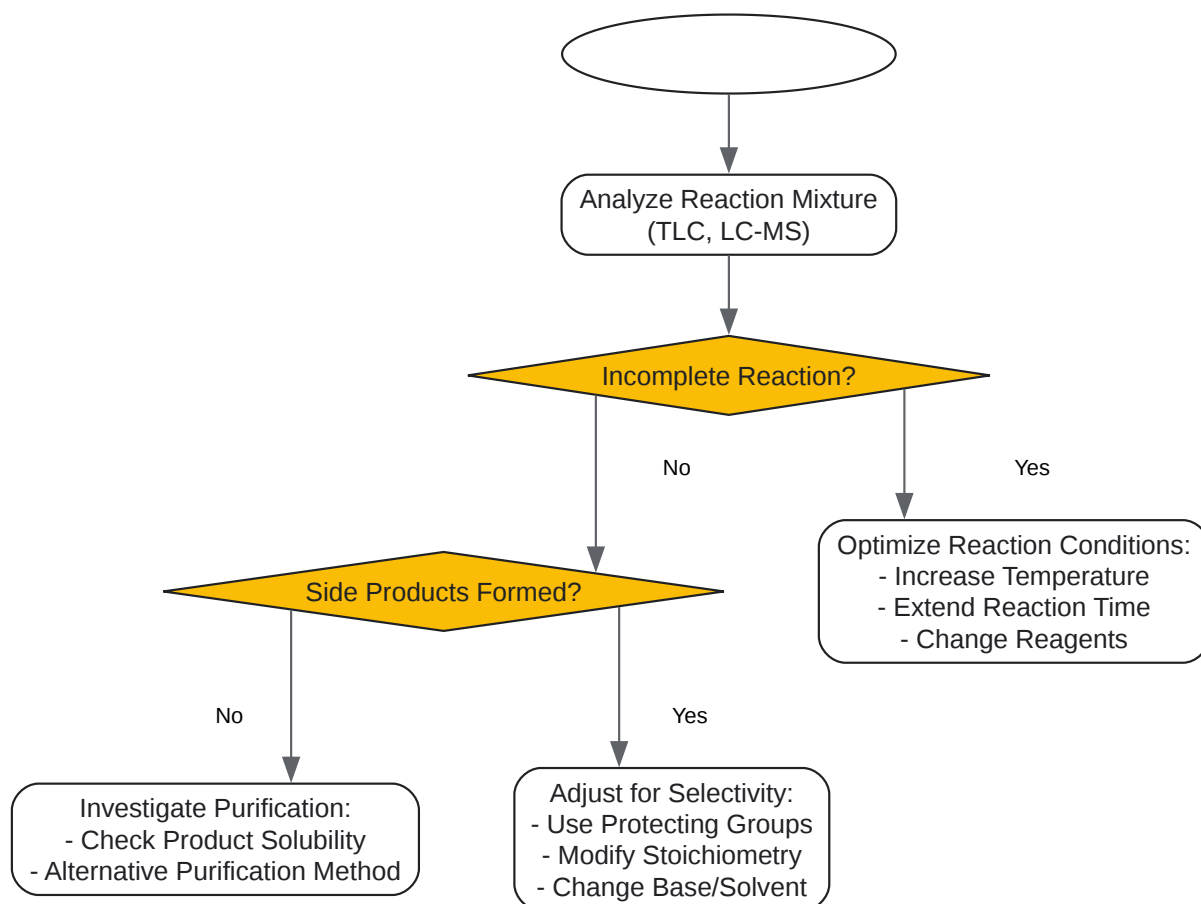 Analyze Reaction Mixture
(TLC, LC-MS)
Incomplete Reaction?
No
Yes
Optimize Reaction Conditions:
- Increase Temperature
- Extend Reaction Time
- Change Reagents
Side Products Formed?
No
Yes
Investigate Purification:
- Check Product Solubility
- Alternative Purification Method
Adjust for Selectivity:
- Use Protecting Groups
- Modify Stoichiometry
- Change Base/Solvent